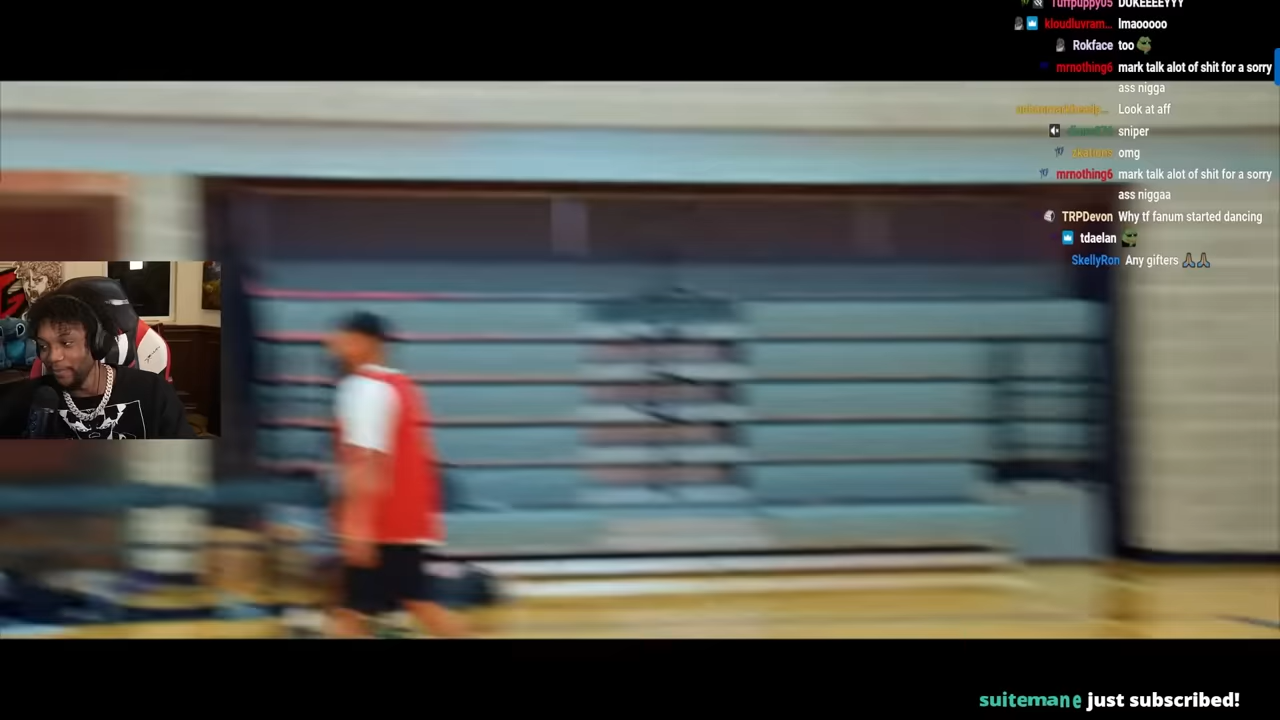 Tuffpuppy05 DUKEEEEYYY
kloudluvram... lmaooooo
Rokface too
mrnothing6 mark talk alot of shit for a sorry
ass nigga
Look at aff
sniper
omg
mrnothing6 mark talk alot of shit for a sorry
ass niggaa
TRPDevon Why tf fanum started dancing
tdaelan
SkellyRon Any gifters 🙏🏾🙏🏾
suitemane just subscribed!